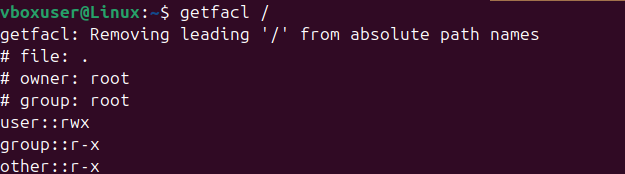 vboxuser@Linux:~$ getfacl /
getfacl: Removing leading '/' from absolute path names
# file: .
# owner: root
# group: root
user::rwx
group::r-x
other::r-x